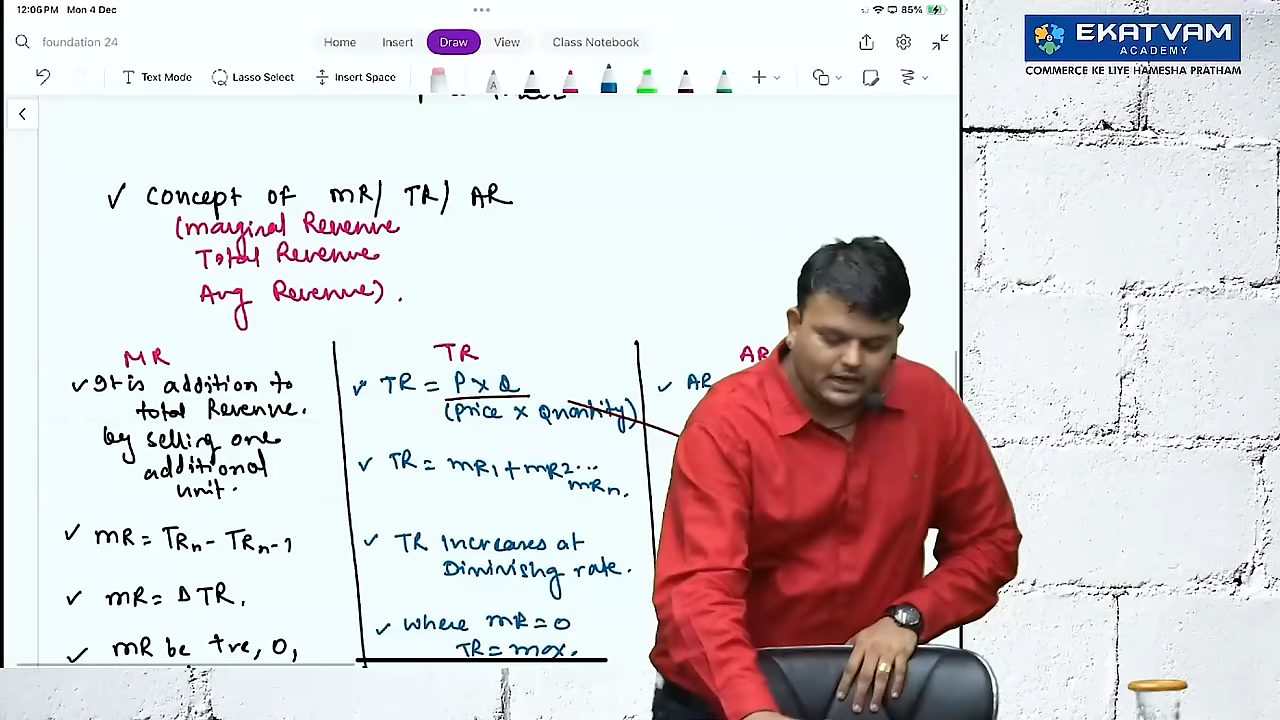 12:06PM Mon 4 Dec
85%
foundation 24
Home Insert Draw View Class Notebook
Text Mode Lasso Select Insert Space
EKATVAM
ACADEMY
COMMERCE KE LIYE HAMESHA PRATHAM
✓ Concept of MR/ TR/ AR
(Marginal Revenue
Total Revenue
Avg Revenue).
MR
✓ It is addition to
total Revenue.
by selling one
additional
unit.
✓ MR = TRn - TRn-1
✓ MR = Δ TR.
✓ MR be +ve, 0,
TR
✓ TR = P x Q
(Price x Quantity)
✓ TR = MR1 + MR2...
MRn.
✓ TR Increases at
Diminishg rate.
✓ where MR = 0
TR = max.
AR
✓ AR